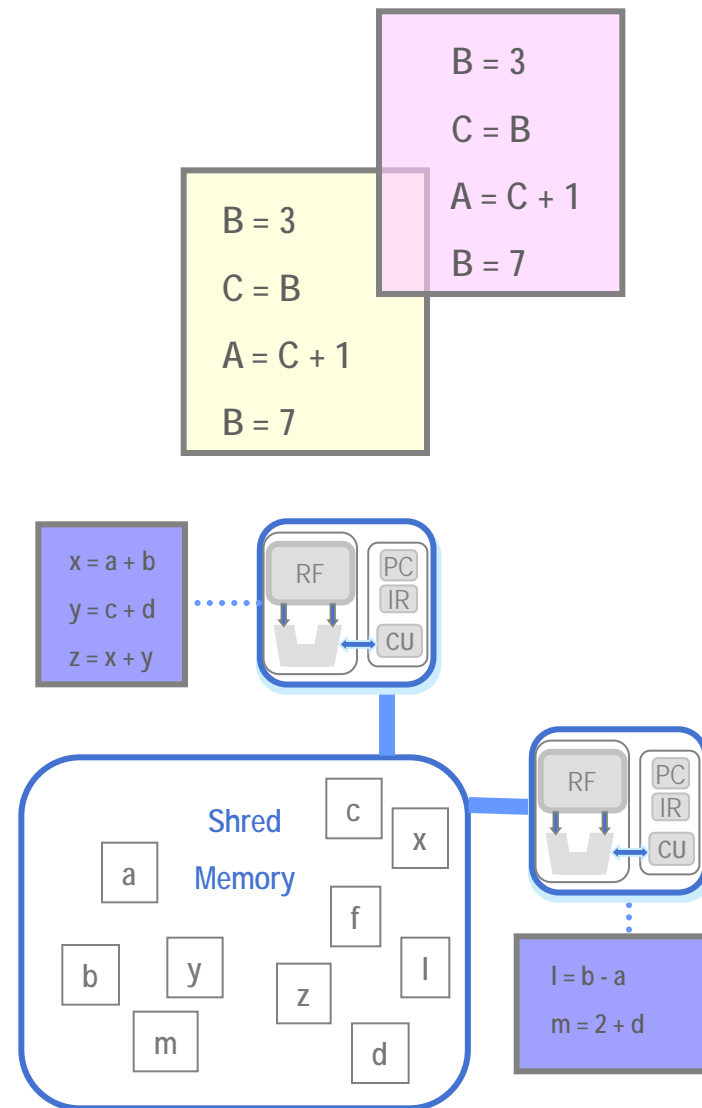 B = 3
C = B
A = C + 1
B = 7
B = 3
C = B
A = C + 1
B = 7
x = a + b
y = c + d
z = x + y
RF
PC
IR
CU
Shred
Memory
c
x
a
f
b
y
z
l
m
d
RF
PC
IR
CU
l = b - a
m = 2 + d